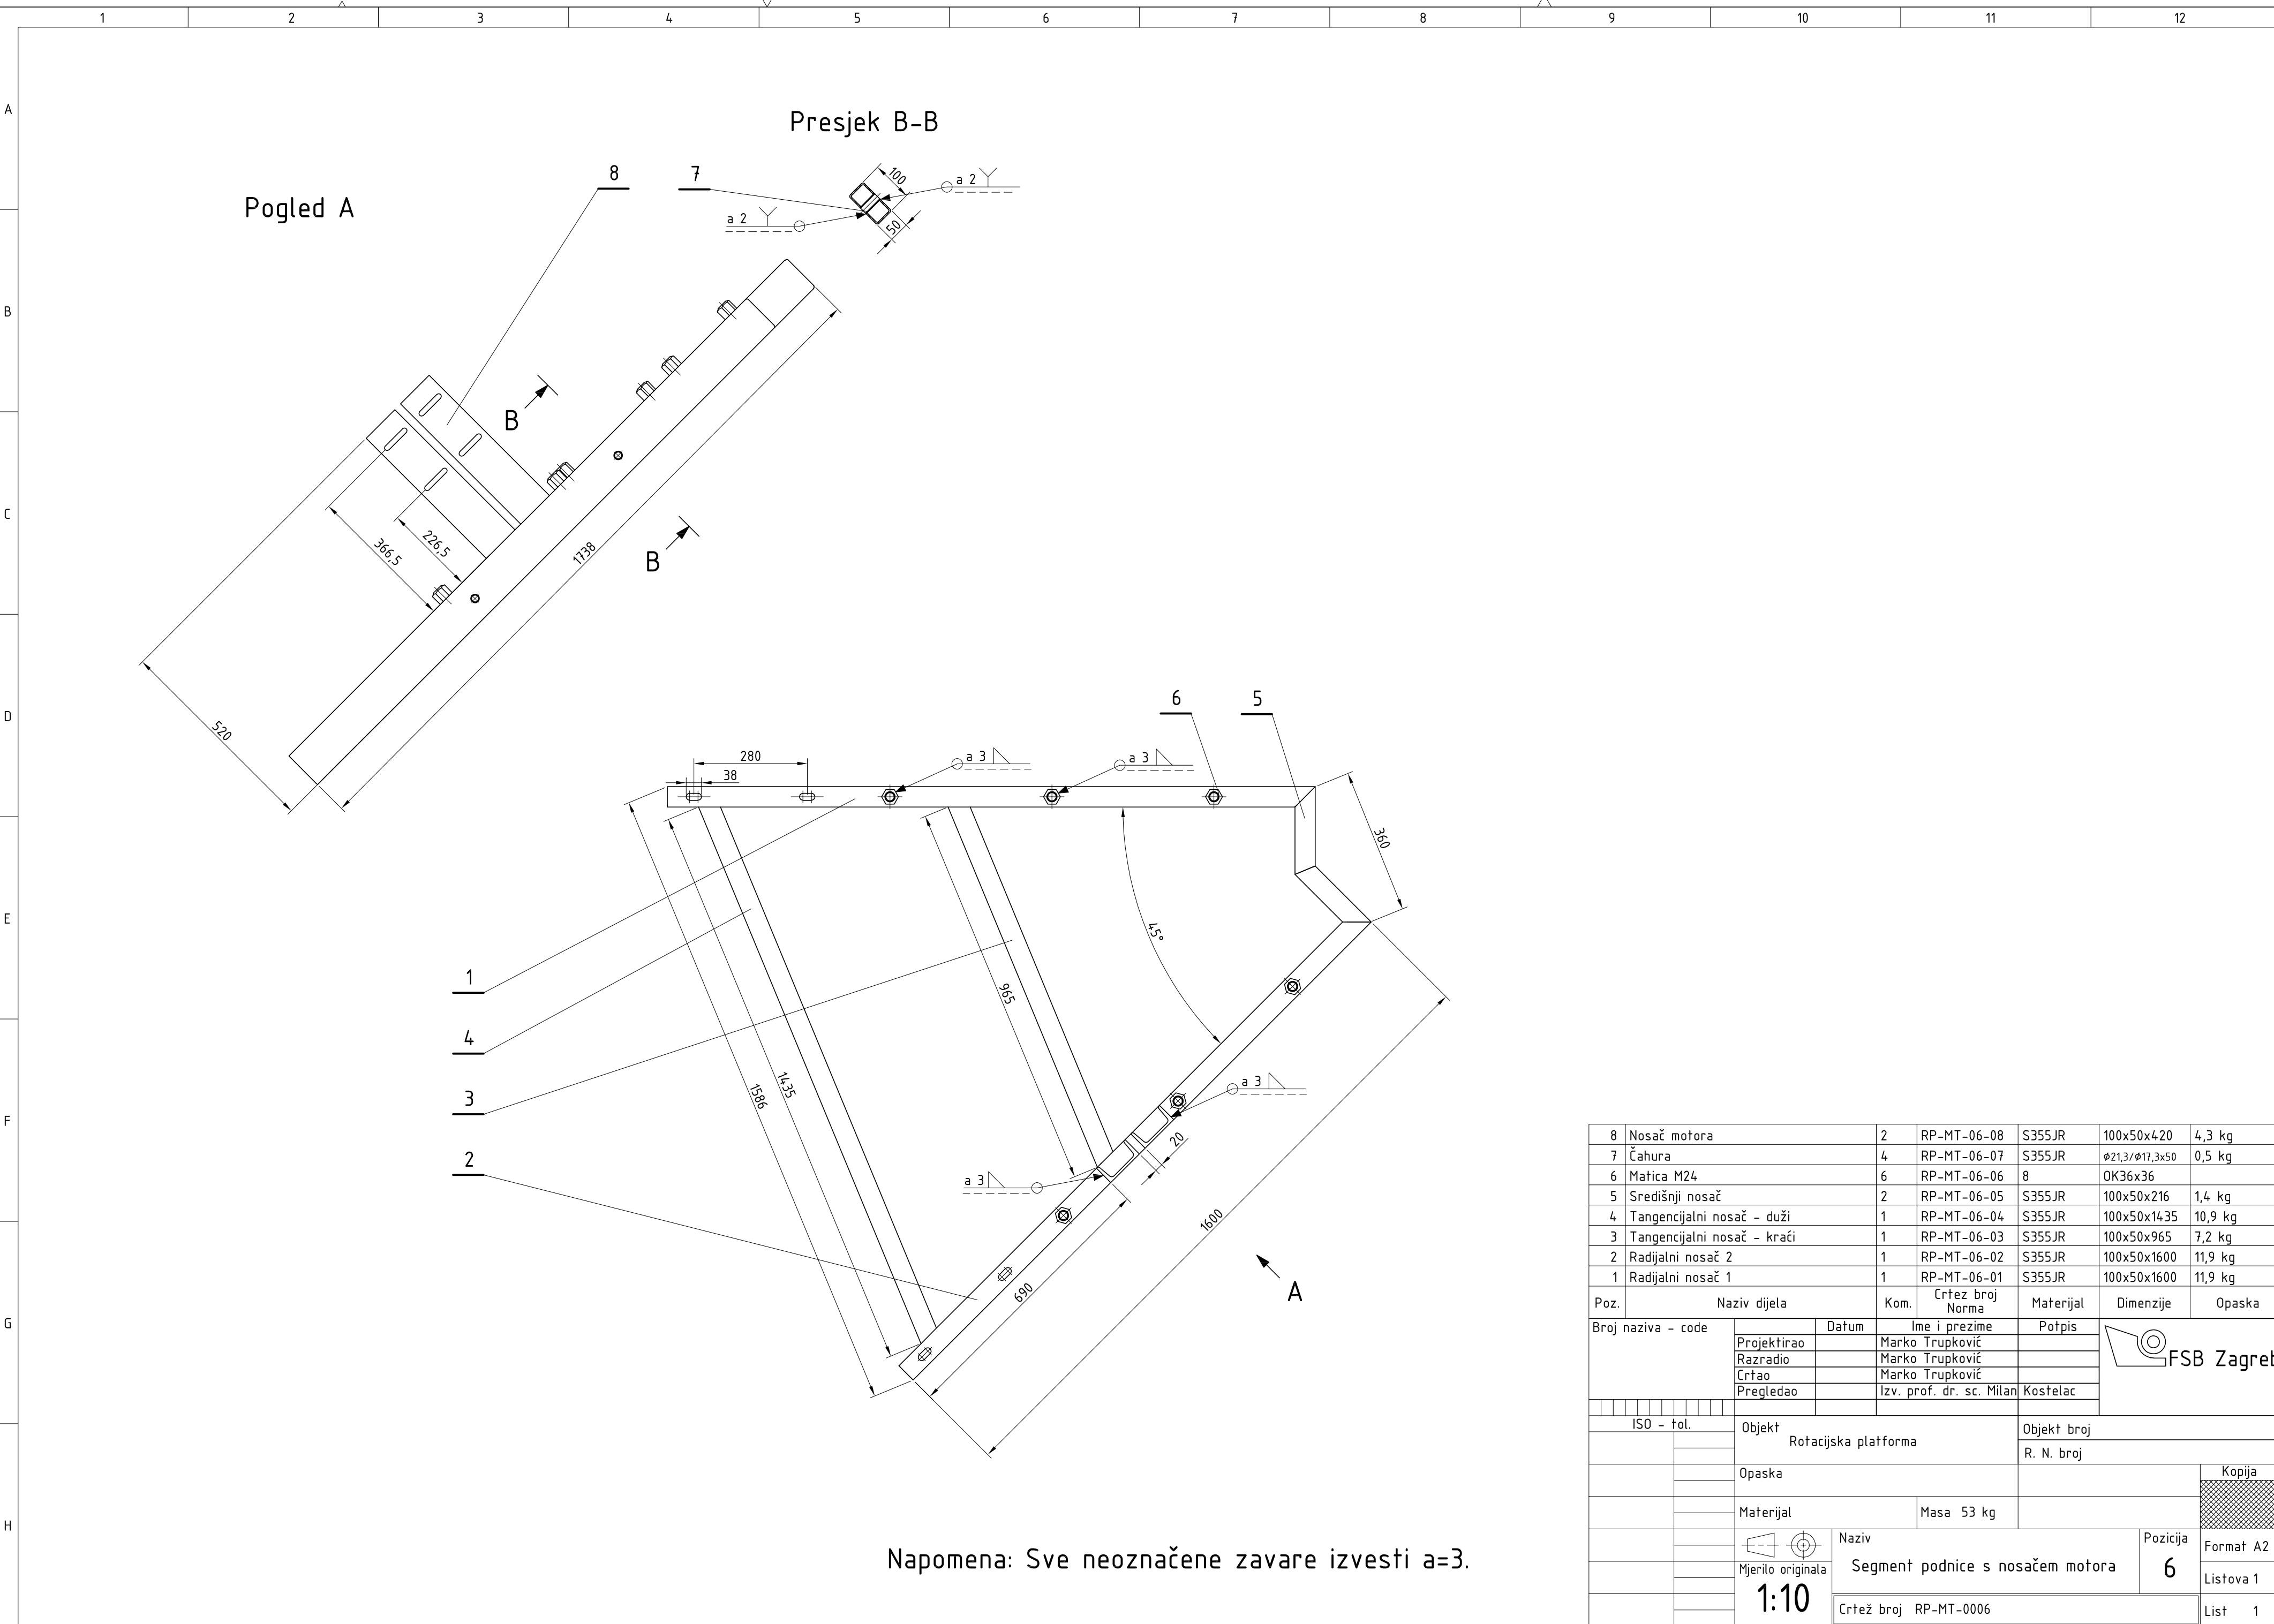 1 2 3 4 5 6 7 8 9 10 11 12
A
B
C
D
E
F
G
H
Presjek B-B
Pogled A
8
7
a 2
100
a 2
50
B
B
366,5
226,5
1738
520
6
5
280
38
a 3
a 3
360
45°
1
4
3
2
965
1435
1586
a 3
20
a 3
690
1600
A
Napomena: Sve neoznačene zavare izvesti a=3.
8 Nosač motora 2 RP-MT-06-08 S355JR 100x50x420 4,3 kg
7 Čahura 4 RP-MT-06-07 S355JR Φ21,3/Φ17,3x50 0,5 kg
6 Matica M24 6 RP-MT-06-06 8 OK36x36
5 Središnji nosač 2 RP-MT-06-05 S355JR 100x50x216 1,4 kg
4 Tangencijalni nosač - duži 1 RP-MT-06-04 S355JR 100x50x1435 10,9 kg
3 Tangencijalni nosač - kraći 1 RP-MT-06-03 S355JR 100x50x965 7,2 kg
2 Radijalni nosač 2 1 RP-MT-06-02 S355JR 100x50x1600 11,9 kg
1 Radijalni nosač 1 1 RP-MT-06-01 S355JR 100x50x1600 11,9 kg
Poz. Naziv dijela Kom. Crtez broj Norma Materijal Dimenzije Opaska
Broj naziva - code Datum Ime i prezime Potpis
Projektirao Marko Trupković
Razradio Marko Trupković
Crtao Marko Trupković
Pregledao Izv. prof. dr. sc. Milan Kostelac
FSB Zagreb
ISO - tol.
Objekt
Rotacijska platforma
Objekt broj
R. N. broj
Opaska
Kopija
Materijal
Masa 53 kg
Naziv
Segment podnice s nosačem motora
Pozicija
6
Format A2
Mjerilo originala
1:10
Listova 1
Crtež broj RP-MT-0006
List 1